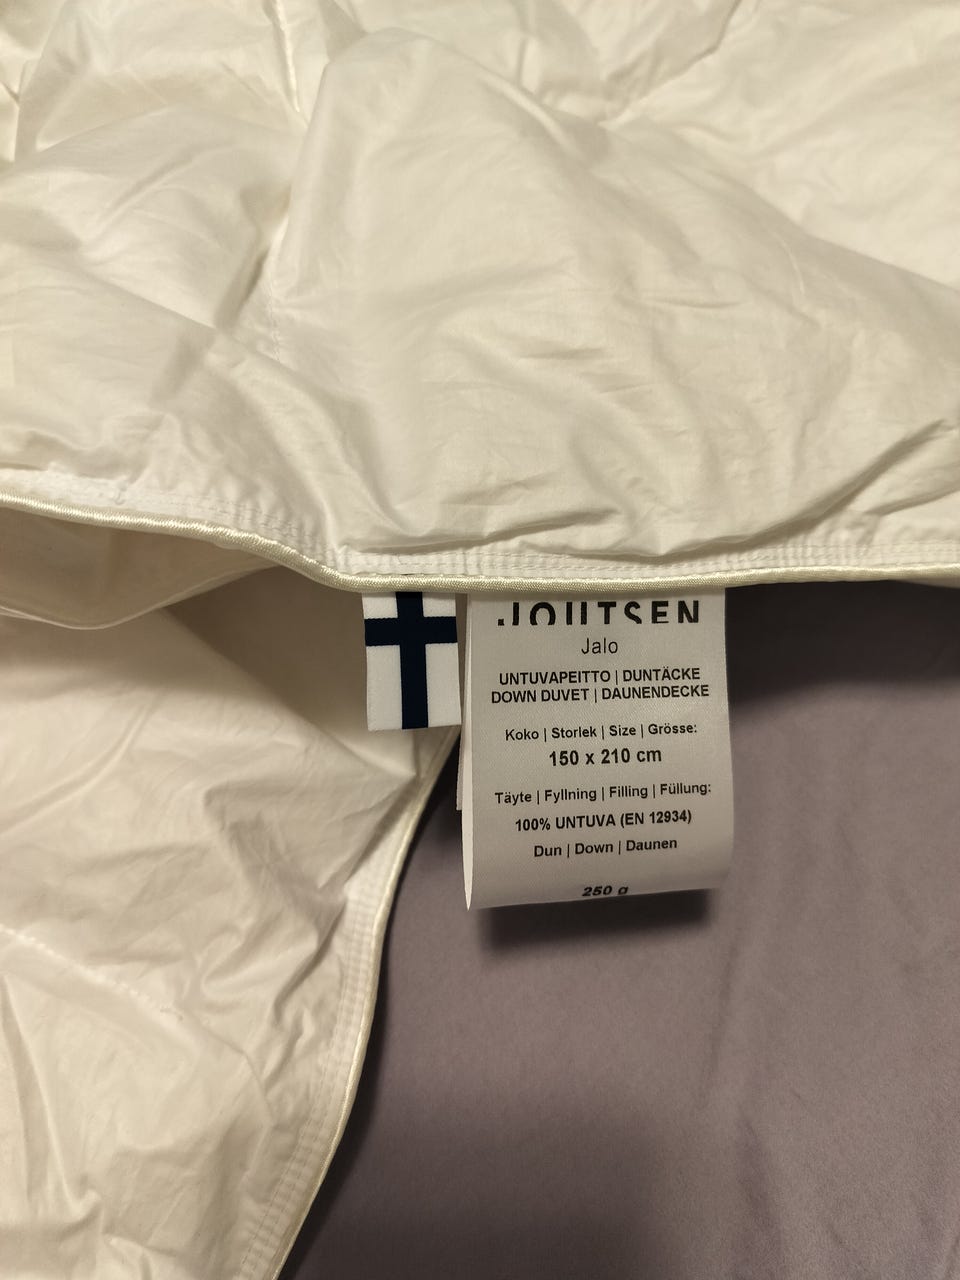 JOUTSEN
Jalo
UNTUVAPEITTO | DUNTÄCKE
DOWN DUVET | DAUNENDECKE
Koko | Storlek | Size | Grösse:
150 x 210 cm
Täyte | Fyllning | Filling | Füllung:
100% UNTUVA (EN 12934)
Dun | Down | Daunen
250 g